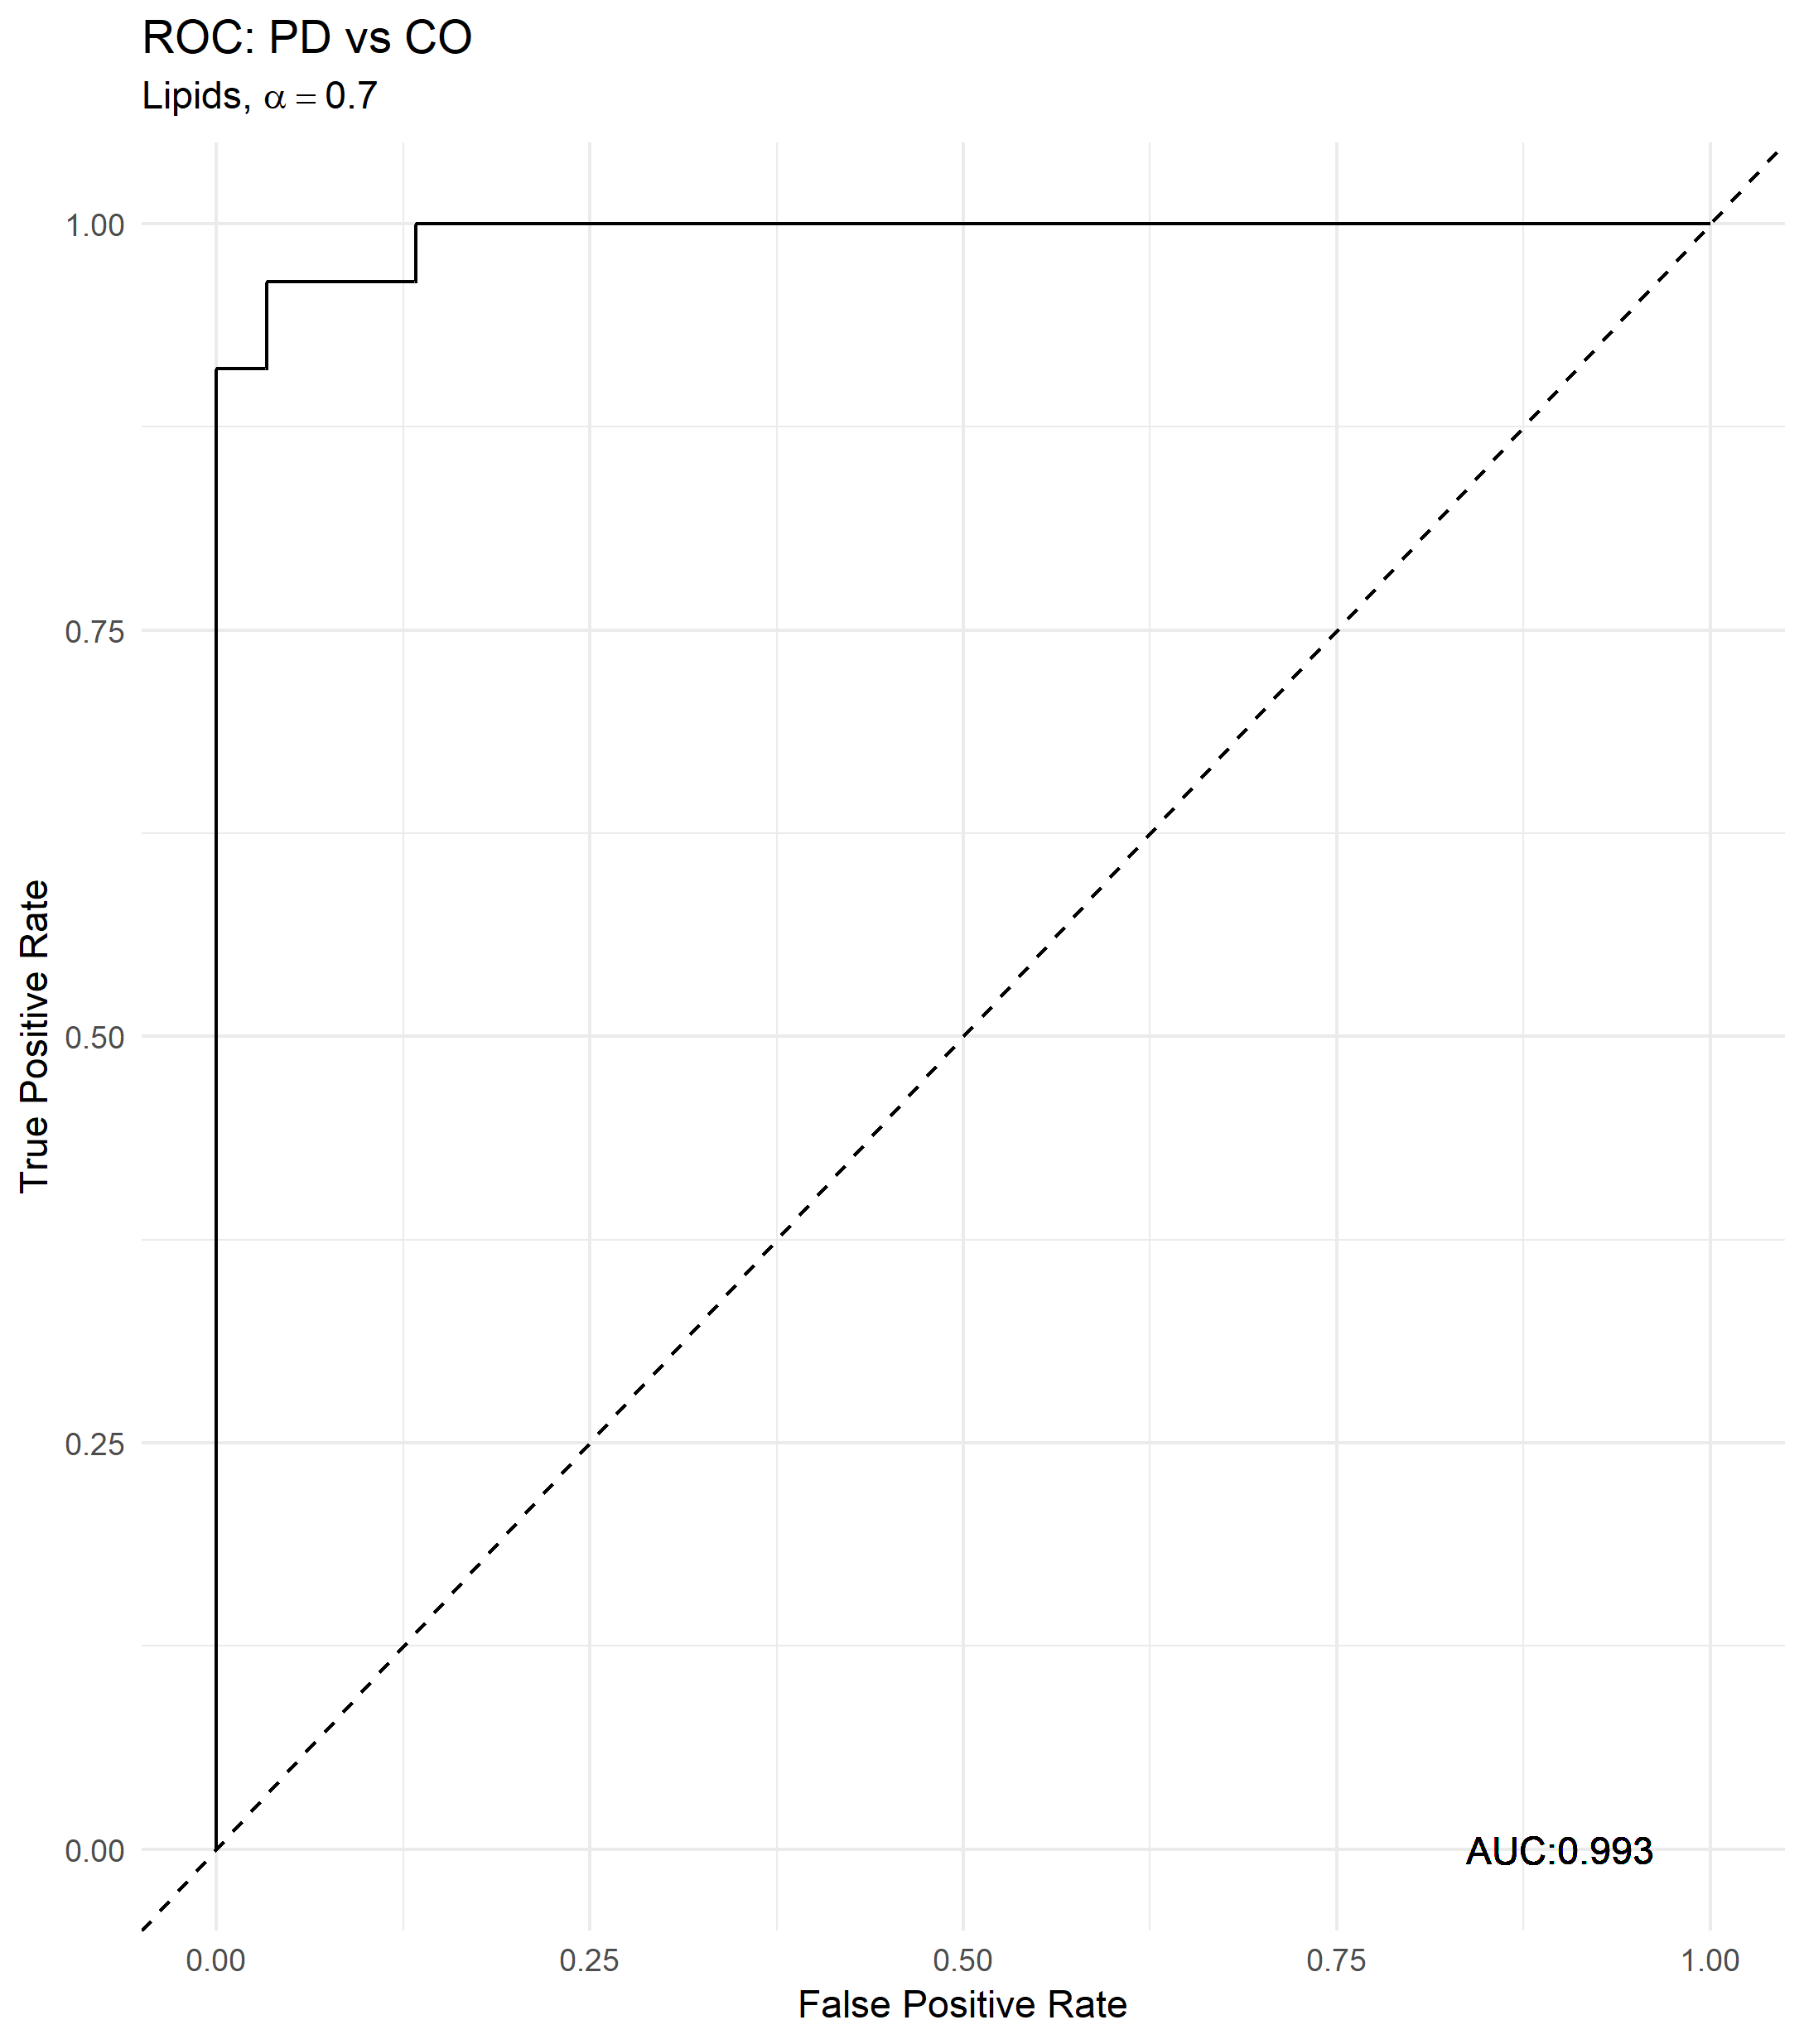 ROC: PD vs CO
Lipids, α = 0.7
True Positive Rate
1.00
0.75
0.50
0.25
0.00
AUC:0.993
0.00 0.25 0.50 0.75 1.00
False Positive Rate